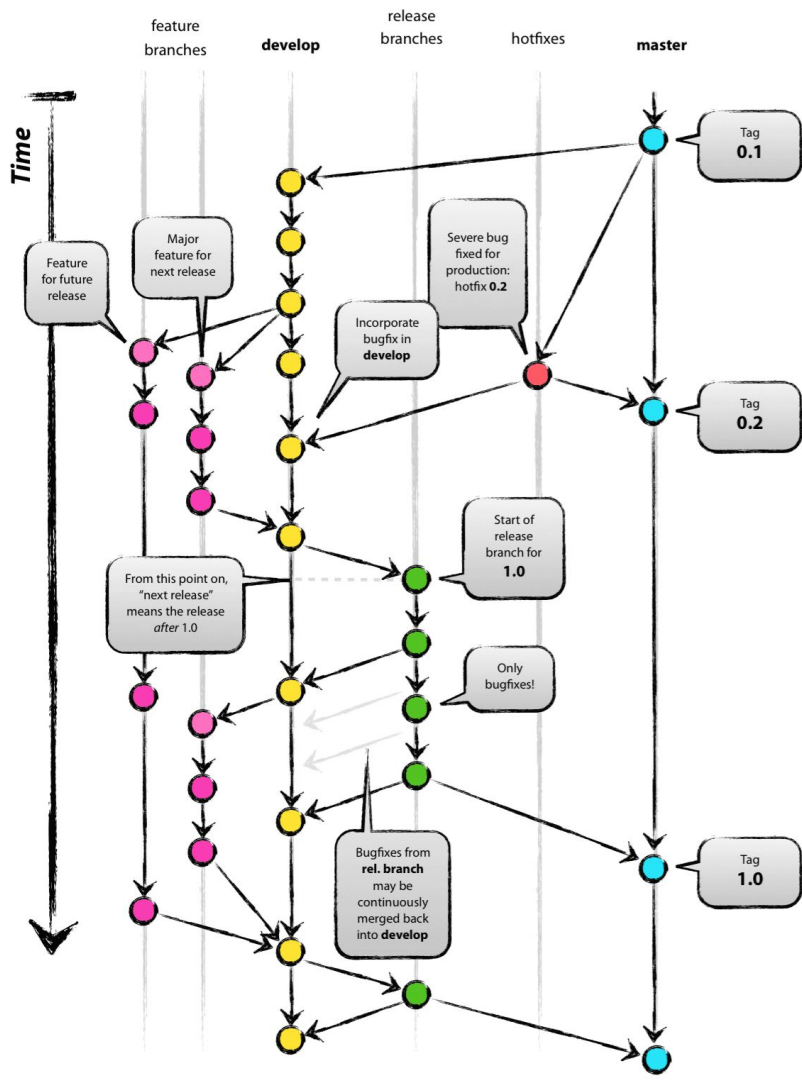 feature
branches
develop
release
branches
hotfixes
master
Time
Tag
0.1
Major
feature for
next release
Severe bug
fixed for
production:
hotfix 0.2
Feature
for future
release
Incorporate
bugfix in
develop
Tag
0.2
Start of
release
branch for
1.0
From this point on,
“next release”
means the release
after 1.0
Only
bugfixes!
Bugfixes from
rel. branch
may be
continuously
merged back
into develop
Tag
1.0